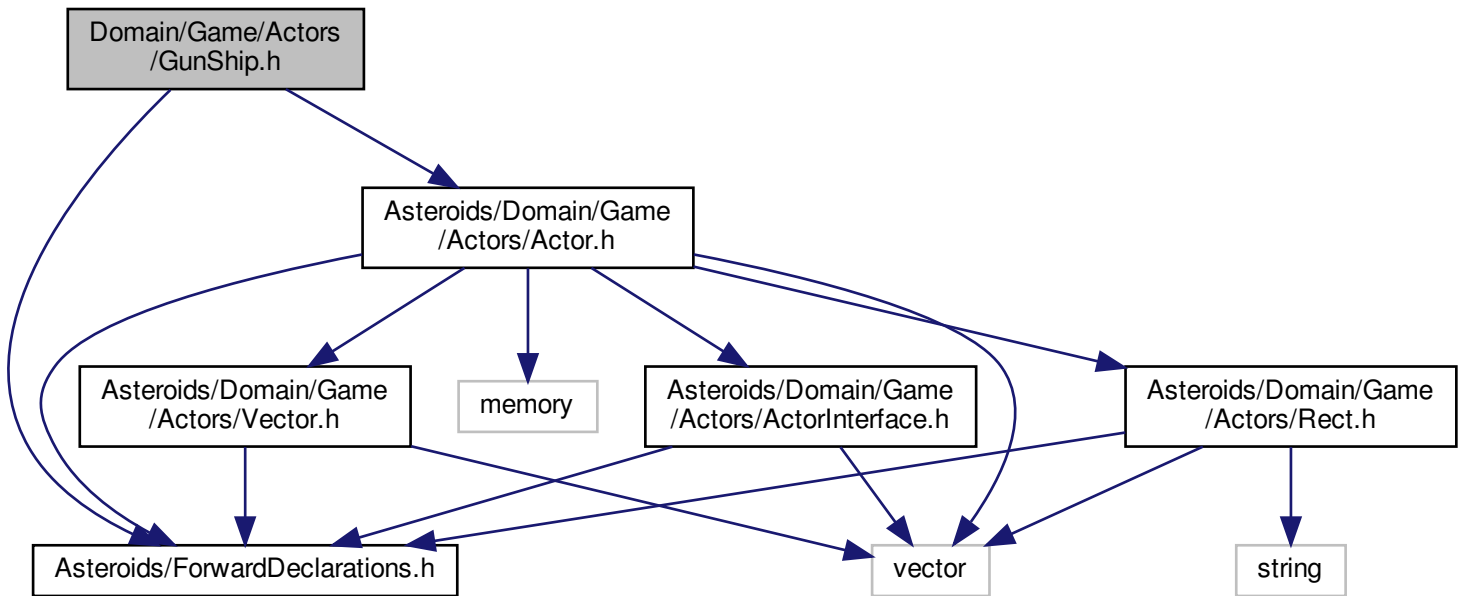 Domain/Game/Actors
/GunShip.h
Asteroids/Domain/Game
/Actors/Actor.h
Asteroids/Domain/Game
/Actors/Vector.h
memory
Asteroids/Domain/Game
/Actors/ActorInterface.h
Asteroids/Domain/Game
/Actors/Rect.h
Asteroids/ForwardDeclarations.h
vector
string